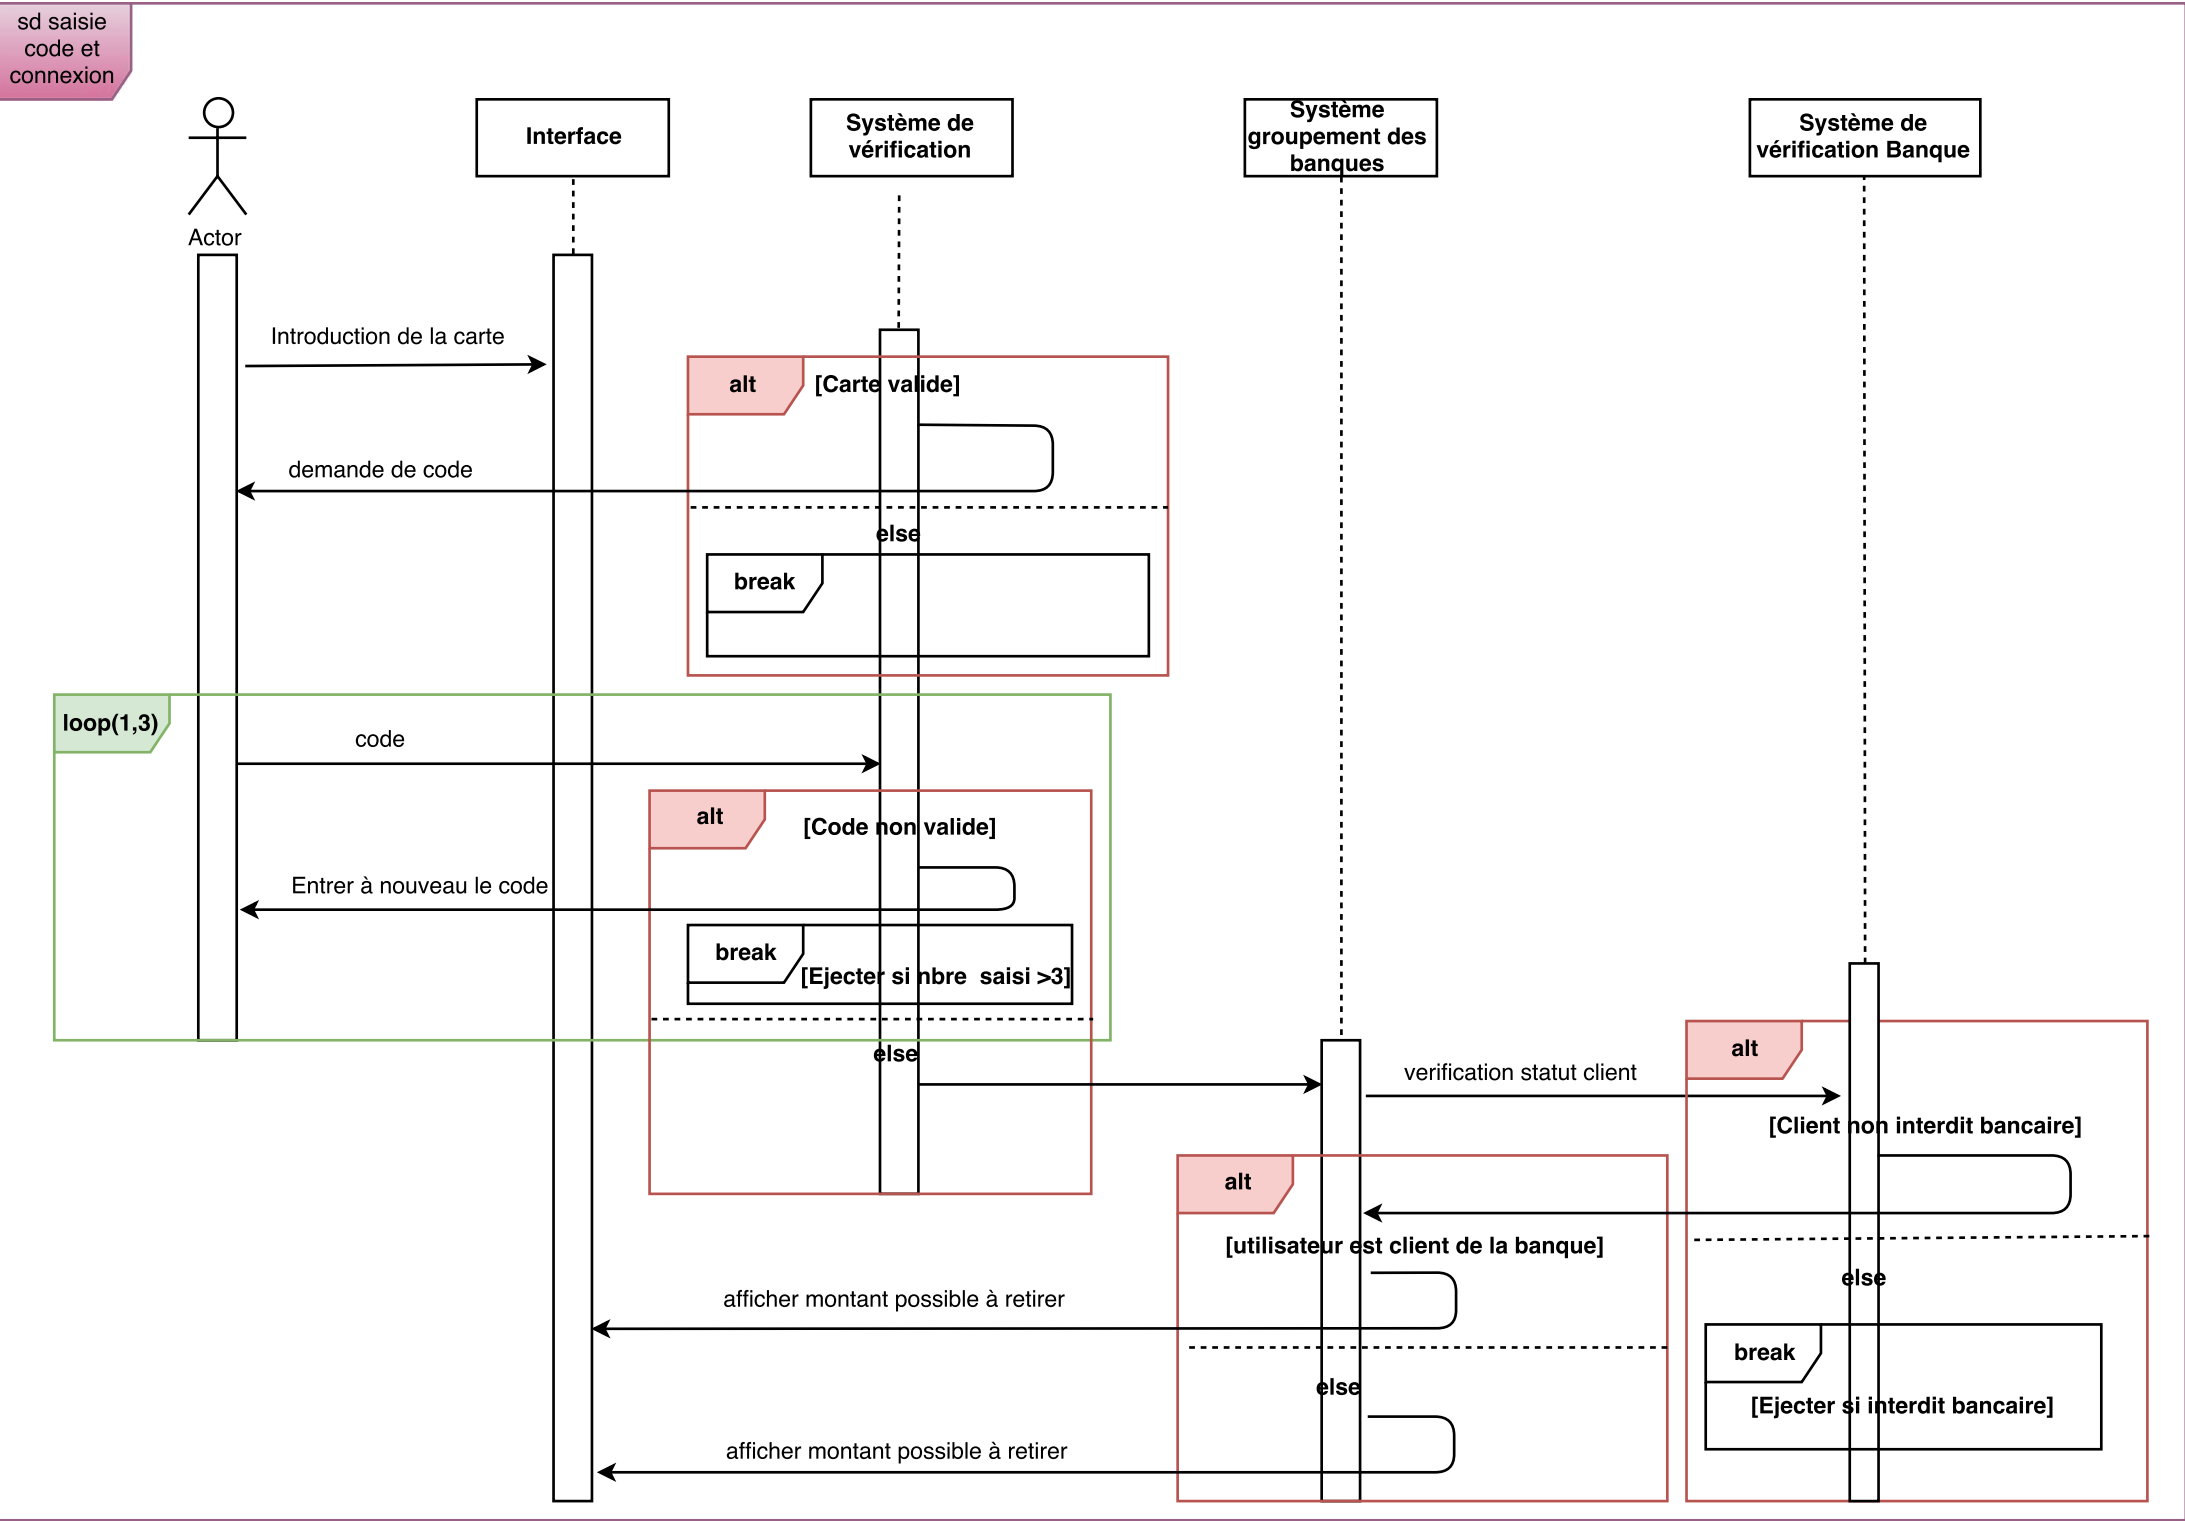 sd saisie
code et
connexion
Actor
Interface
Système de
vérification
Système
groupement des
banques
Système de
vérification Banque
Introduction de la carte
alt
[Carte valide]
demande de code
else
break
loop(1,3)
code
alt
[Code non valide]
Entrer à nouveau le code
break
[Ejecter si nbre  saisi >3]
else
verification statut client
alt
[Client non interdit bancaire]
alt
[utilisateur est client de la banque]
else
afficher montant possible à retirer
break
else
[Ejecter si interdit bancaire]
afficher montant possible à retirer